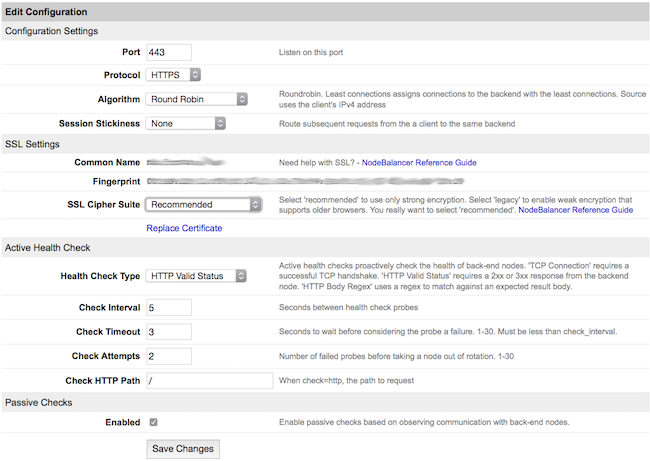 Edit Configuration
Configuration Settings
Port 443 Listen on this port
Protocol HTTPS
Algorithm Round Robin Roundrobin. Least connections assigns connections to the backend with the least connections. Source
uses the client's IPv4 address
Session Stickiness None Route subsequent requests from the a client to the same backend
SSL Settings
Common Name Need help with SSL? - NodeBalancer Reference Guide
Fingerprint
SSL Cipher Suite Recommended Select 'recommended' to use only strong encryption. Select 'legacy' to enable weak encryption that
supports older browsers. You really want to select 'recommended'. NodeBalancer Reference Guide
Replace Certificate
Active Health Check
Health Check Type HTTP Valid Status Active health checks proactively check the health of back-end nodes. 'TCP Connection' requires a
successful TCP handshake. 'HTTP Valid Status' requires a 2xx or 3xx response from the backend
node. 'HTTP Body Regex' uses a regex to match against an expected result body.
Check Interval 5 Seconds between health check probes
Check Timeout 3 Seconds to wait before considering the probe a failure. 1-30. Must be less than check_interval.
Check Attempts 2 Number of failed probes before taking a node out of rotation. 1-30
Check HTTP Path / When check=http, the path to request
Passive Checks
Enabled Enable passive checks based on observing communication with back-end nodes.
Save Changes